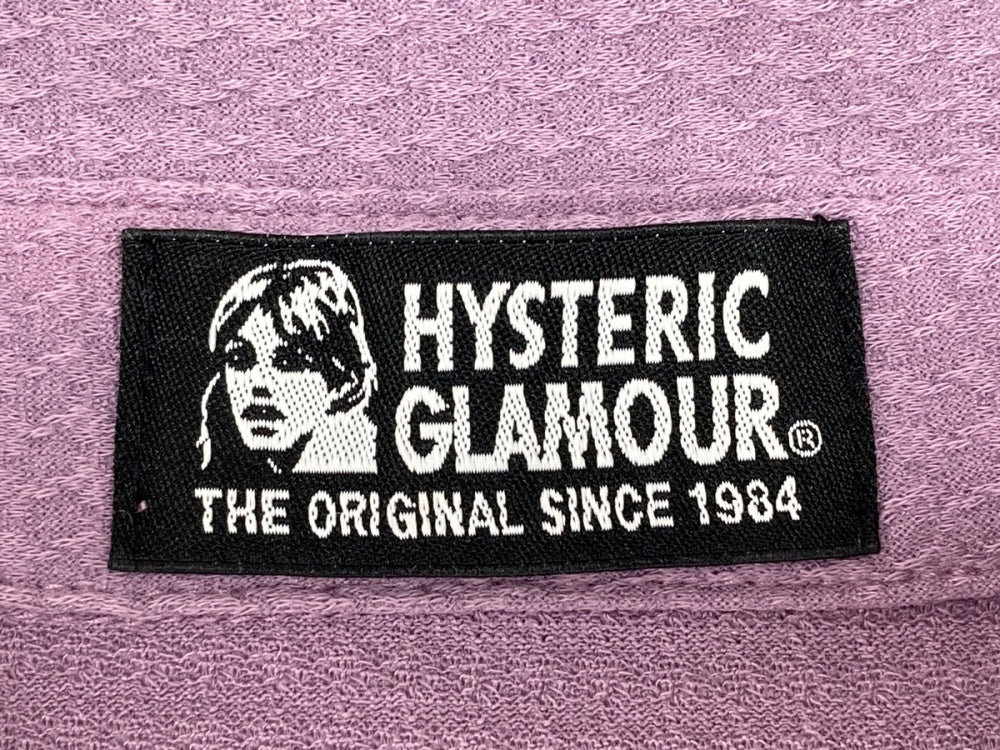 HYSTERIC
GLAMOUR®
THE ORIGINAL SINCE 1984